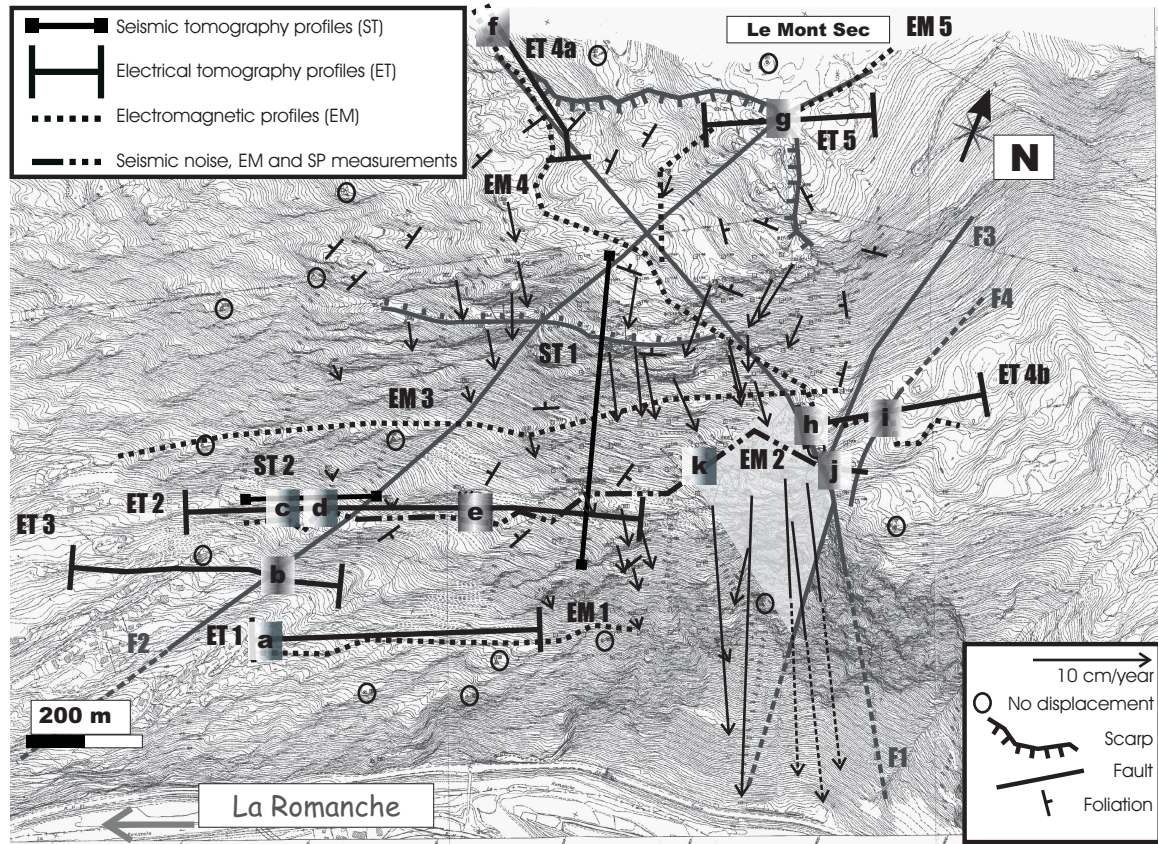 Seismic tomography profiles (ST)
Electrical tomography profiles (ET)
Electromagnetic profiles (EM)
Seismic noise, EM and SP measurements
f
ET 4a
Le Mont Sec
EM 5
g
ET 5
N
EM 4
F3
F4
ST 1
ET 4b
EM 3
h
i
k
EM 2
j
ST 2
ET 2
c
d
e
ET 3
b
EM 1
ET 1
a
F2
200 m
F1
La Romanche
10 cm/year
No displacement
Scarp
Fault
Foliation